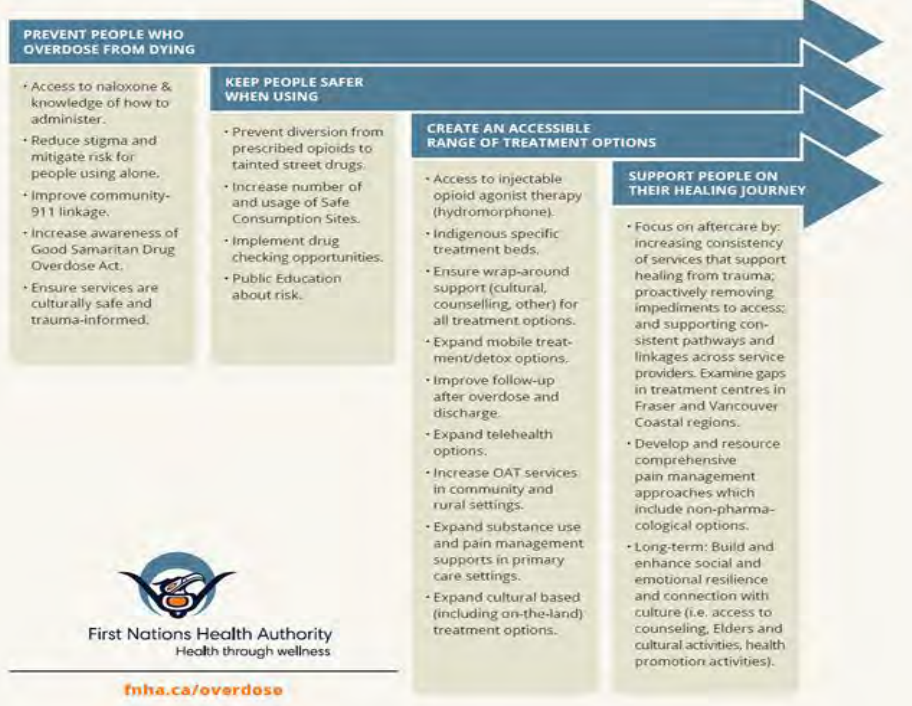 PREVENT PEOPLE WHO
OVERDOSE FROM DYING
• Access to naloxone &
knowledge of how to
administer.
• Reduce stigma and
mitigate risk for
people using alone.
• Improve community-
911 linkage.
• Increase awareness of
Good Samaritan Drug
Overdose Act.
• Ensure services are
culturally safe and
trauma-informed.
KEEP PEOPLE SAFER
WHEN USING
• Prevent diversion from
prescribed opioids to
tainted street drugs.
• Increase number of
and usage of Safe
Consumption Sites.
• Implement drug
checking opportunities.
• Public Education
about risk.
CREATE AN ACCESSIBLE
RANGE OF TREATMENT OPTIONS
• Access to injectable
opioid agonist therapy
(hydromorphone).
• Indigenous specific
treatment beds.
• Ensure wrap-around
support (cultural,
counselling, other) for
all treatment options.
• Expand mobile treat-
ment/detox options.
• Improve follow-up
after overdose and
discharge.
• Expand telehealth
options.
• Increase OAT services
in community and
rural settings.
• Expand substance use
and pain management
supports in primary
care settings.
• Expand cultural based
(including on-the-land)
treatment options.
SUPPORT PEOPLE ON
THEIR HEALING JOURNEY
• Focus on aftercare by:
increasing consistency
of services that support
healing from trauma;
proactively removing
impediments to access;
and supporting con-
sistent pathways and
linkages across service
providers. Examine gaps
in treatment centres in
Fraser and Vancouver
Coastal regions.
• Develop and resource
comprehensive
pain management
approaches which
include non-pharma-
cological options.
• Long-term: Build and
enhance social and
emotional resilience
and connection with
culture (i.e. access to
counseling, Elders and
cultural activities, health
promotion activities).
First Nations Health Authority
Health through wellness
fnha.ca/overdose